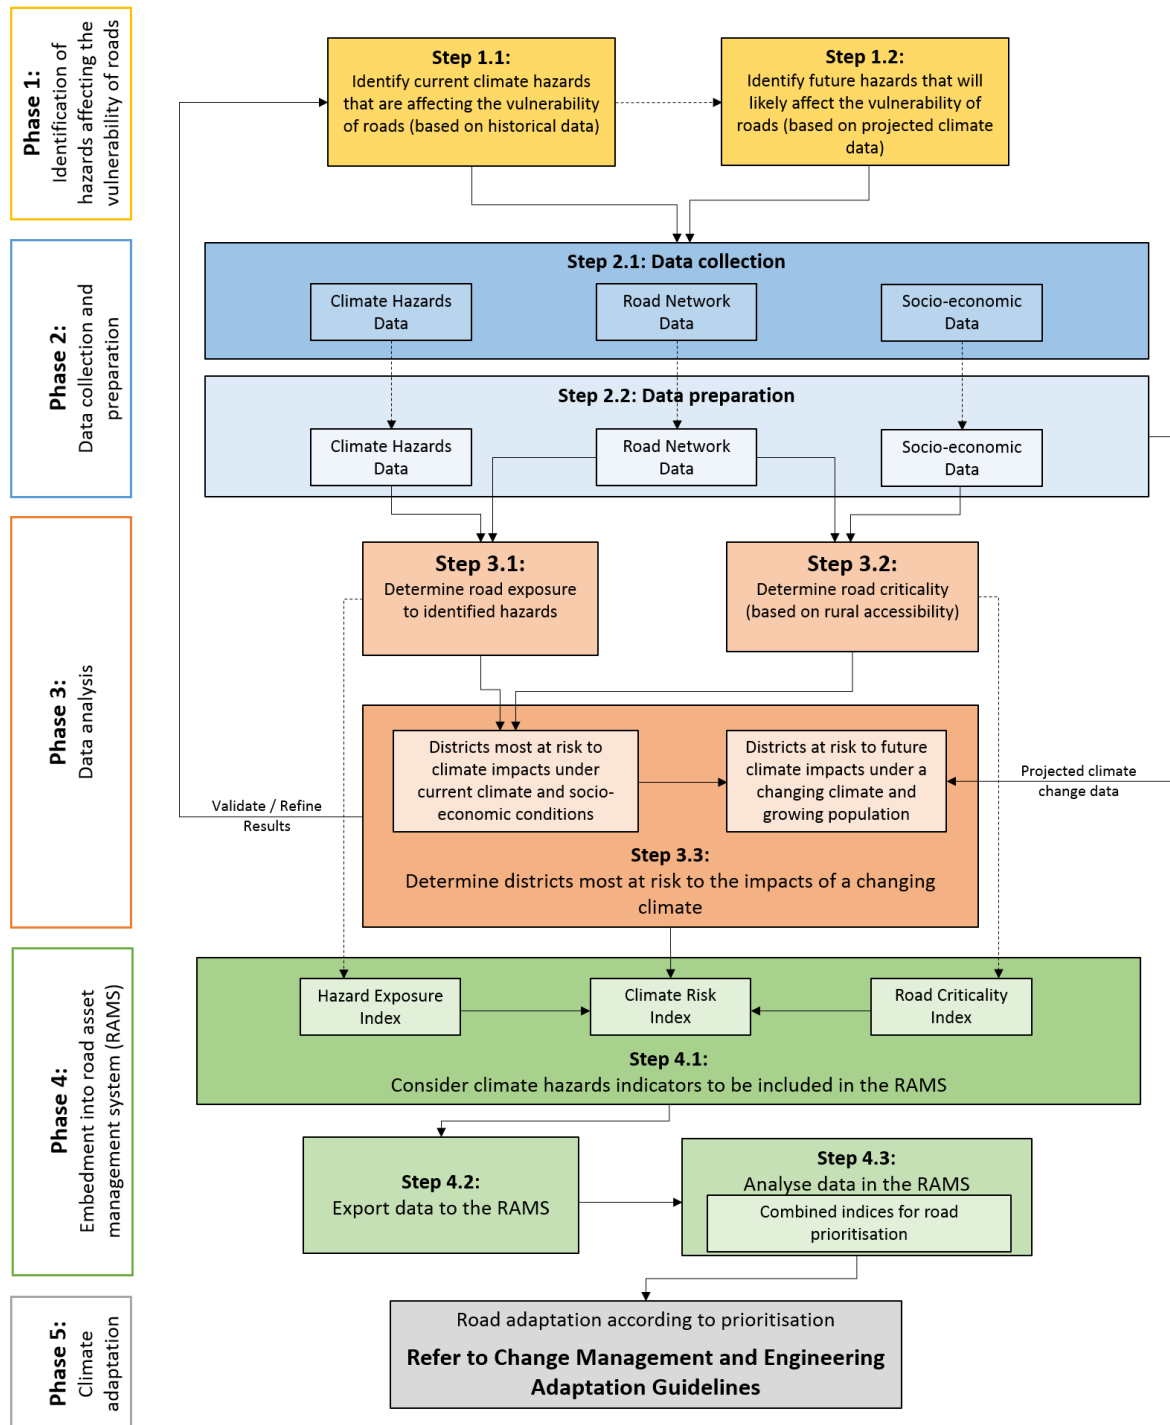 Phase 1:
Identification of
hazards affecting the
vulnerability of roads
Step 1.1:
Identify current climate hazards
that are affecting the vulnerability
of roads (based on historical data)
Step 1.2:
Identify future hazards that will
likely affect the vulnerability of
roads (based on projected climate
data)
Phase 2:
Data collection and
preparation
Step 2.1: Data collection
Climate Hazards
Data
Road Network
Data
Socio-economic
Data
Step 2.2: Data preparation
Climate Hazards
Data
Road Network
Data
Socio-economic
Data
Phase 3:
Data analysis
Step 3.1:
Determine road exposure
to identified hazards
Step 3.2:
Determine road criticality
(based on rural accessibility)
Districts most at risk to
climate impacts under
current climate and socio-
economic conditions
Districts at risk to future
climate impacts under a
changing climate and
growing population
Projected climate
change data
Validate / Refine
Results
Step 3.3:
Determine districts most at risk to the impacts of a changing
climate
Phase 4:
Embedment into road asset
management system (RAMS)
Hazard Exposure
Index
Climate Risk
Index
Road Criticality
Index
Step 4.1:
Consider climate hazards indicators to be included in the RAMS
Step 4.2:
Export data to the RAMS
Step 4.3:
Analyse data in the RAMS
Combined indices for road
prioritisation
Phase 5:
Climate
adaptation
Road adaptation according to prioritisation
Refer to Change Management and Engineering
Adaptation Guidelines